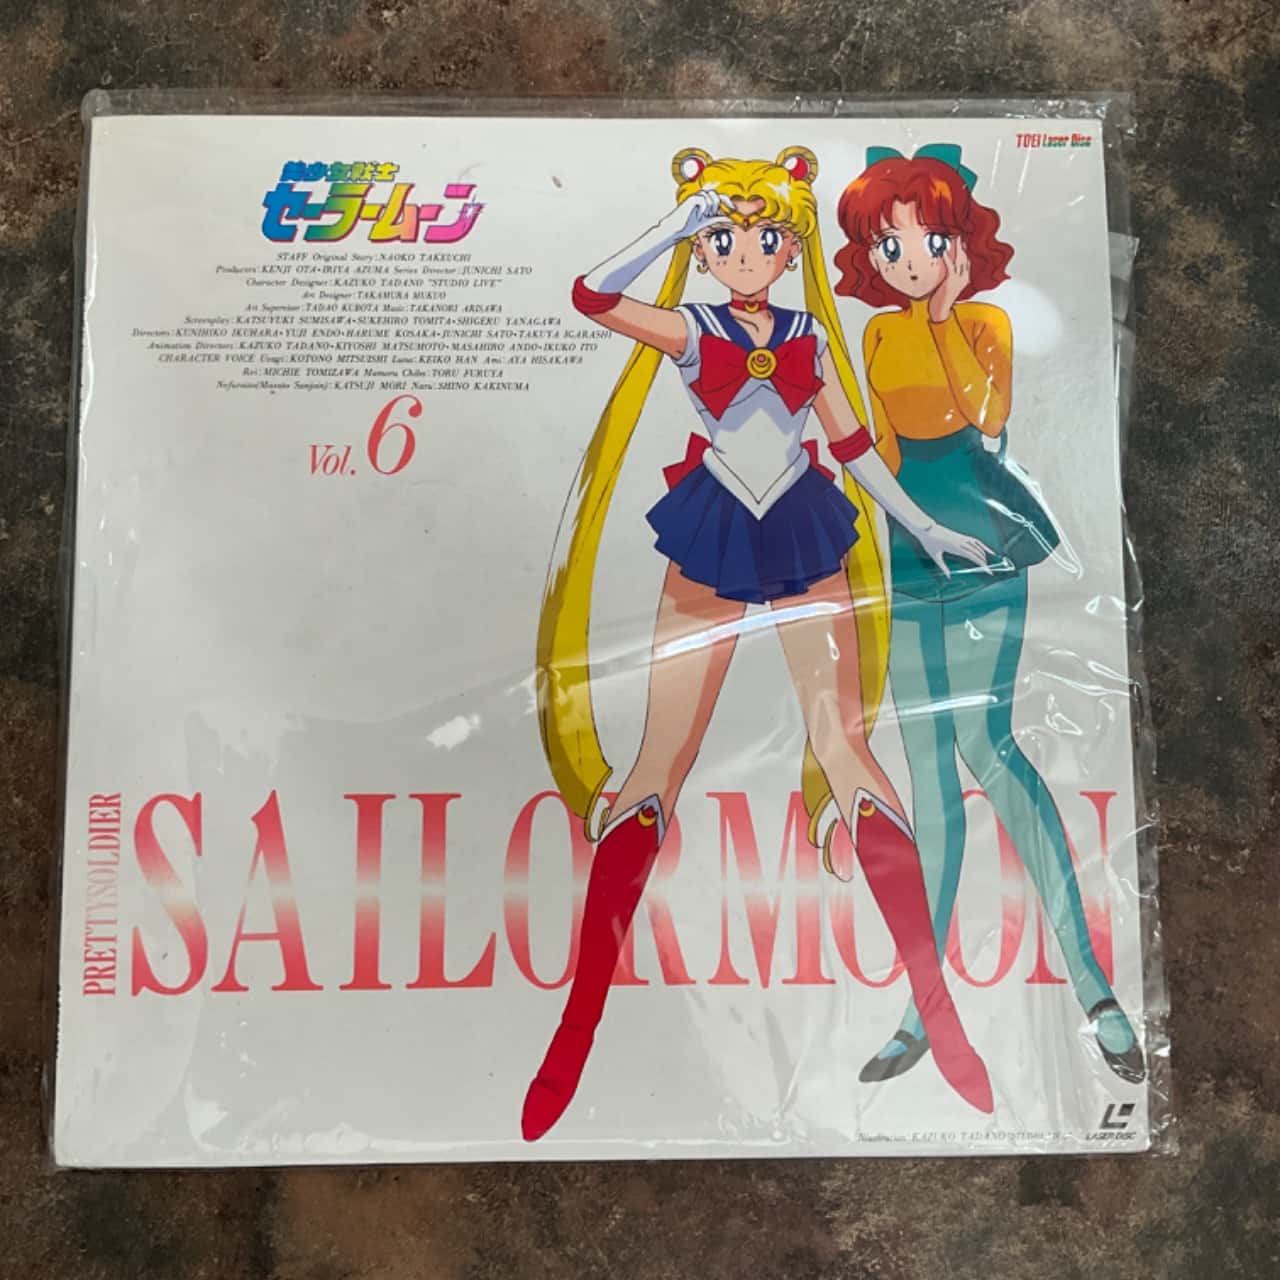 TOEI Laser Disc
美少女戦士
セーラームーン
STAFF Original Story:NAOKO TAKEUCHI
Producers:KENJI OTA•IRIYA AZUMA Series Director:JUNICHI SATO
Character Designer:KAZUKO TADANO "STUDIO LIVE"
Art Designer:TAKAMURA MUKUO
Art Supervisor:TADAO KUBOTA Music:TAKANORI ARISAWA
Screenplay:KATSUYUKI SUMISAWA•SUKEHIRO TOMITA•SHIGERU YANAGAWA
Directors:KUNIHIKO IKUHARA•YUJI ENDO•HARUME KOSAKA•JUNICHI SATO•TAKUYA IGARASHI
Animation Directors:KAZUKO TADANO•KIYOSHI MATSUMOTO•MASAHIRO ANDO•IKUKO ITO
CHARACTER VOICE Usagi:KOTONO MITSUISHI Luna:KEIKO HAN Ami:AYA HISAKAWA
Rei:MICHIE TOMIZAWA Mamoru Chiba:TORU FURUYA
Nefuraito(Masato Sanjoin):KATSUJI MORI Naru:SHINO KAKINUMA
Vol. 6
PRETTYSOLDIER
SAILORMOON
Illustration:KAZUKO TADANO
LASER DISC